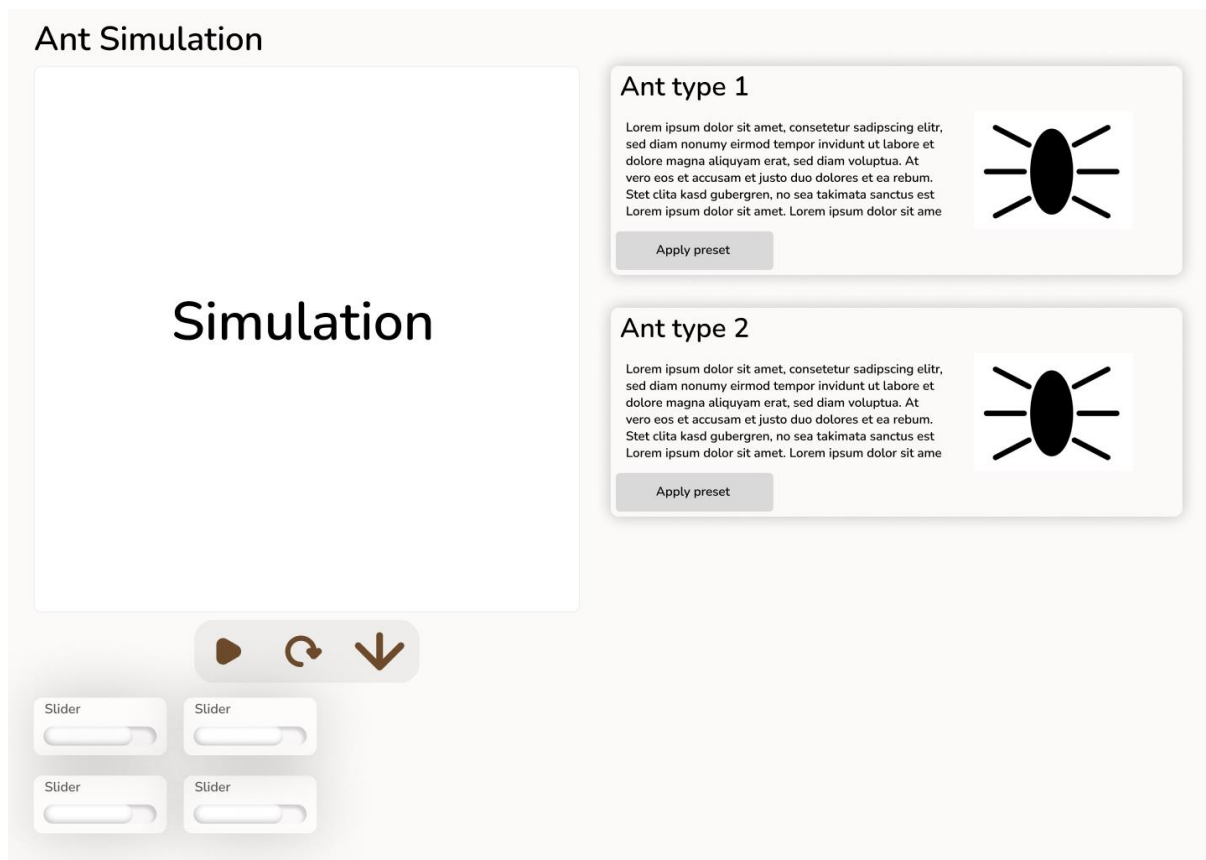 Ant Simulation
Simulation
Slider
Slider
Slider
Slider
Ant type 1
Lorem ipsum dolor sit amet, consetetur sadipscing elitr,
sed diam nonumy eirmod tempor invidunt ut labore et
dolore magna aliquyam erat, sed diam voluptua. At
vero eos et accusam et justo duo dolores et ea rebum.
Stet clita kasd gubergren, no sea takimata sanctus est
Lorem ipsum dolor sit amet. Lorem ipsum dolor sit ame
Apply preset
Ant type 2
Lorem ipsum dolor sit amet, consetetur sadipscing elitr,
sed diam nonumy eirmod tempor invidunt ut labore et
dolore magna aliquyam erat, sed diam voluptua. At
vero eos et accusam et justo duo dolores et ea rebum.
Stet clita kasd gubergren, no sea takimata sanctus est
Lorem ipsum dolor sit amet. Lorem ipsum dolor sit ame
Apply preset